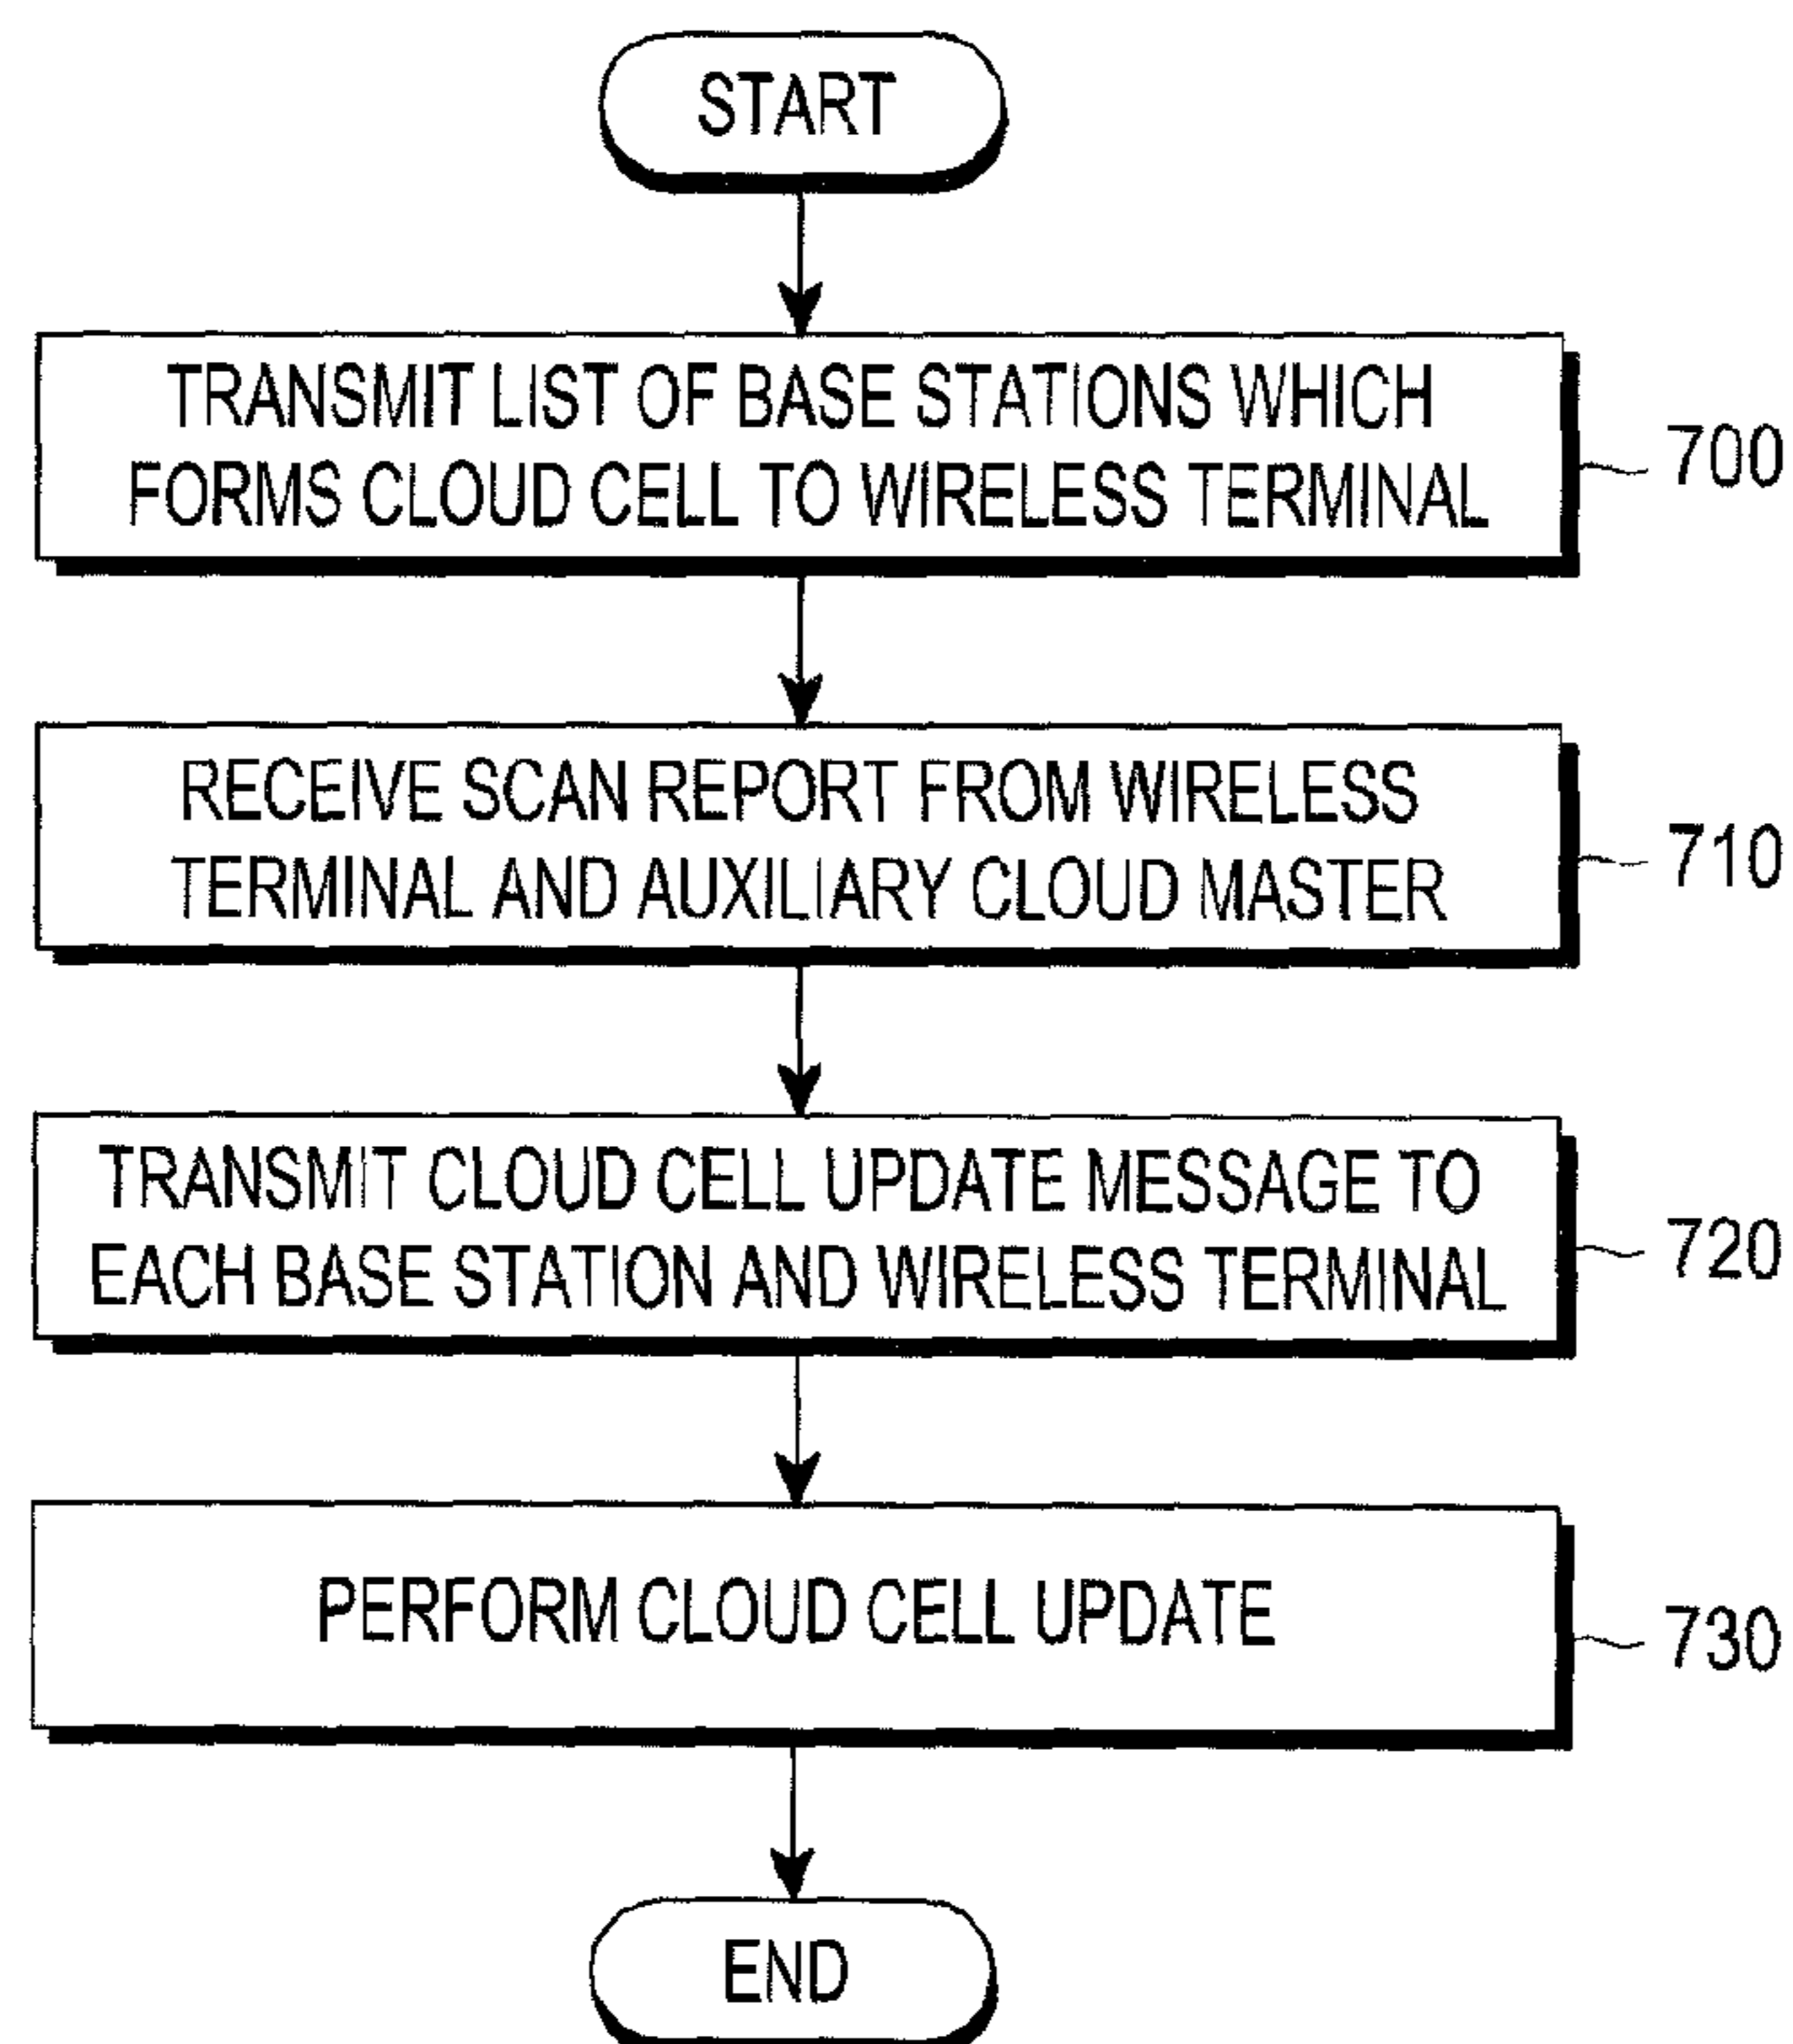 START
TRANSMIT LIST OF BASE STATIONS WHICH
FORMS CLOUD CELL TO WIRELESS TERMINAL
700
RECEIVE SCAN REPORT FROM WIRELESS
TERMINAL AND AUXILIARY CLOUD MASTER
710
TRANSMIT CLOUD CELL UPDATE MESSAGE TO
EACH BASE STATION AND WIRELESS TERMINAL
720
PERFORM CLOUD CELL UPDATE
730
END